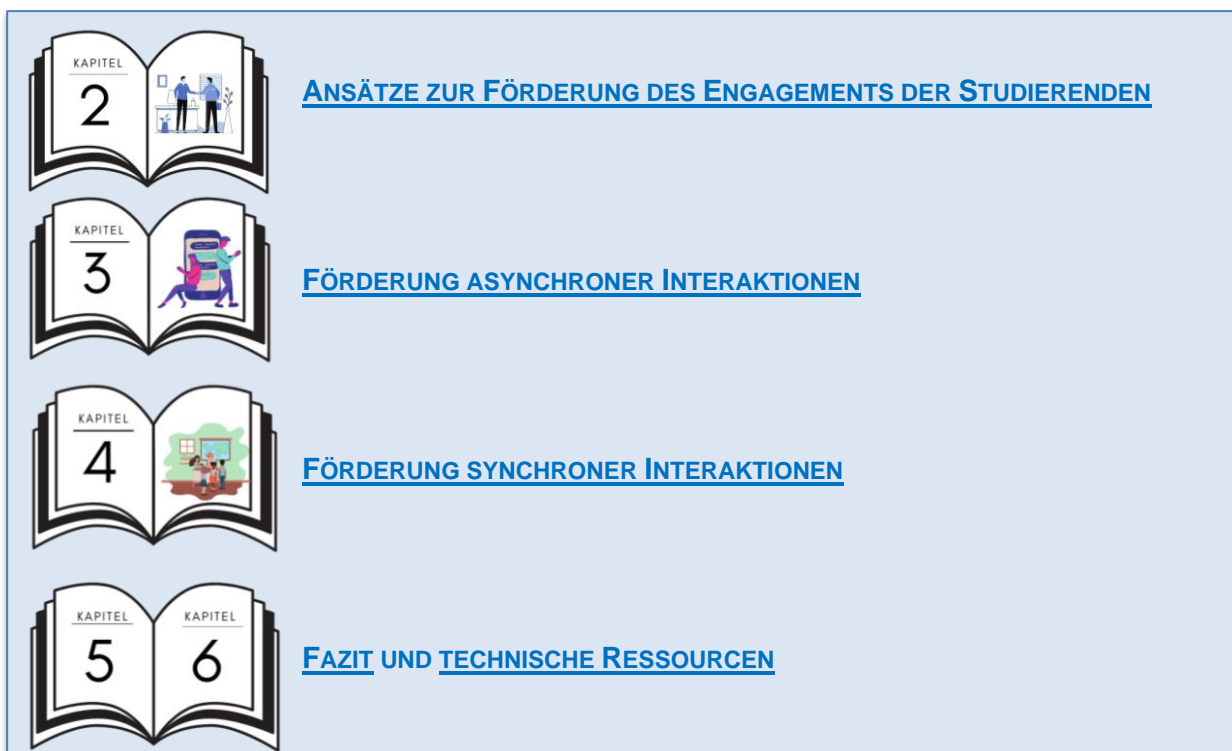 KAPITEL
2
ANSÄTZE ZUR FÖRDERUNG DES ENGAGEMENTS DER STUDIERENDEN
KAPITEL
3
FÖRDERUNG ASYNCHRONER INTERAKTIONEN
KAPITEL
4
FÖRDERUNG SYNCHRONER INTERAKTIONEN
KAPITEL KAPITEL
5 6
FAZIT UND TECHNISCHE RESSOURCEN